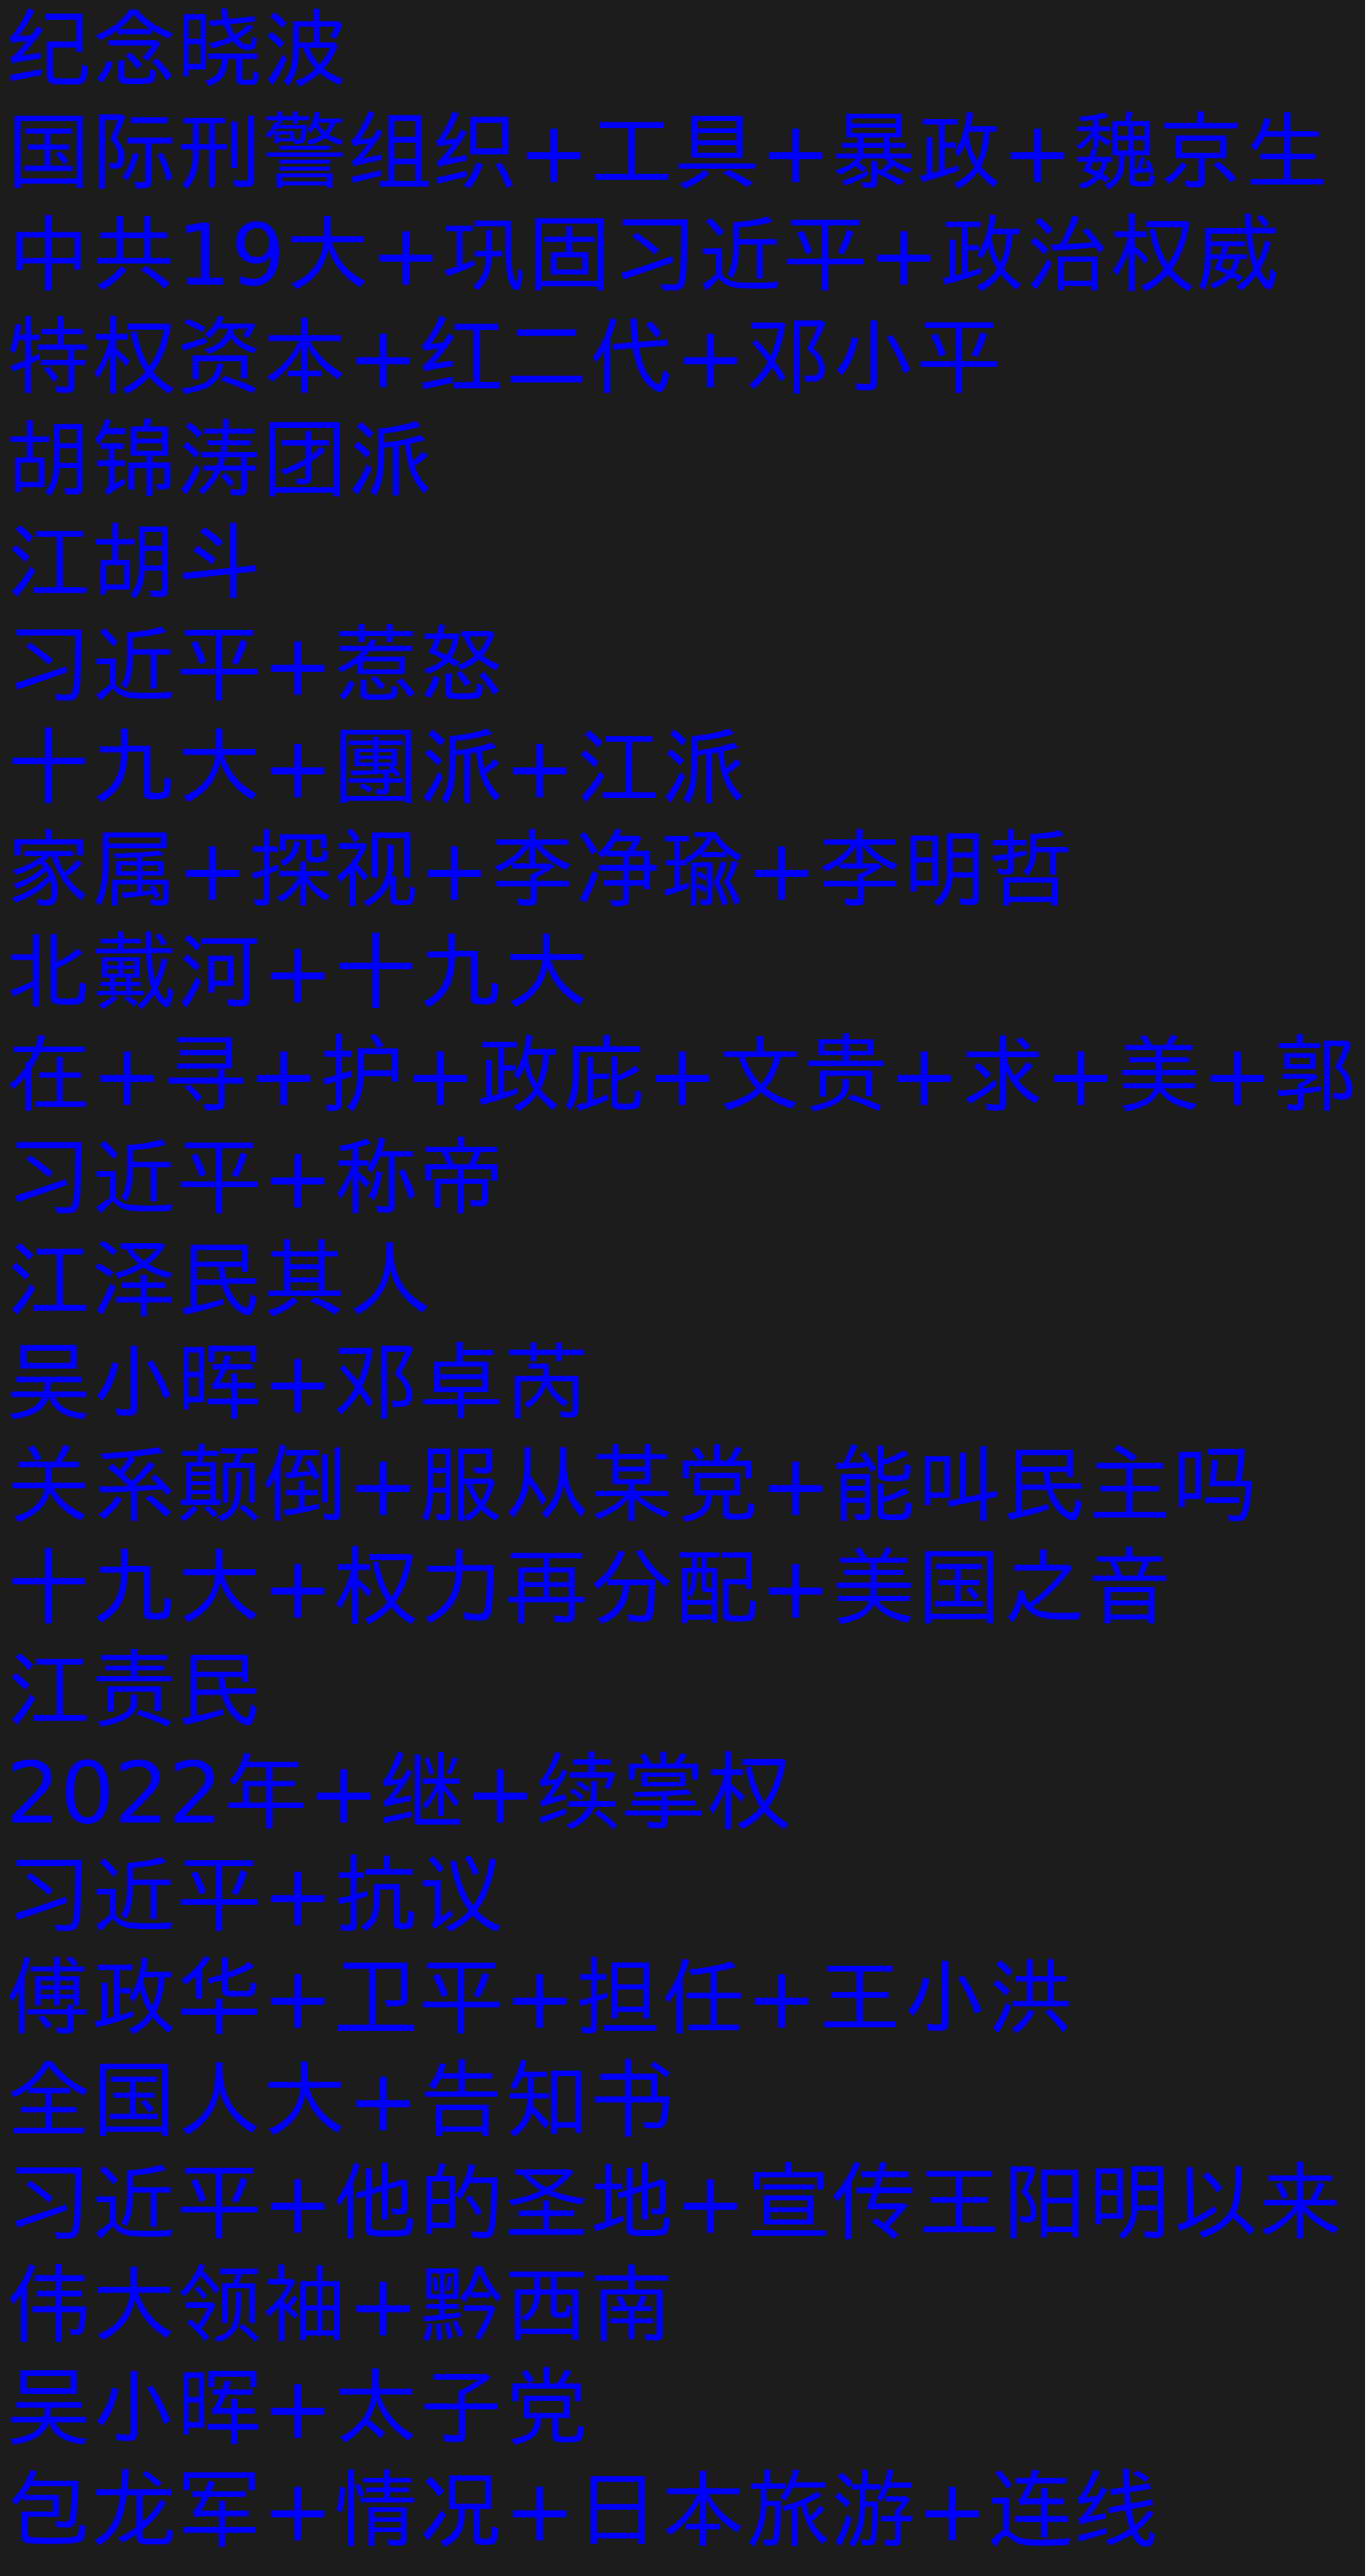 纪念晓波
国际刑警组织+工具+暴政+魏京生
中共19大+巩固习近平+政治权威
特权资本+红二代+邓小平
胡锦涛团派
江胡斗
习近平+惹怒
十九大+團派+江派
家属+探视+李净瑜+李明哲
北戴河+十九大
在+寻+护+政庇+文贵+求+美+郭
习近平+称帝
江泽民其人
吴小晖+邓卓芮
关系颠倒+服从某党+能叫民主吗
十九大+权力再分配+美国之音
江责民
2022年+继+续掌权
习近平+抗议
傅政华+卫平+担任+王小洪
全国人大+告知书
习近平+他的圣地+宣传王阳明以来
伟大领袖+黔西南
吴小晖+太子党
包龙军+情况+日本旅游+连线